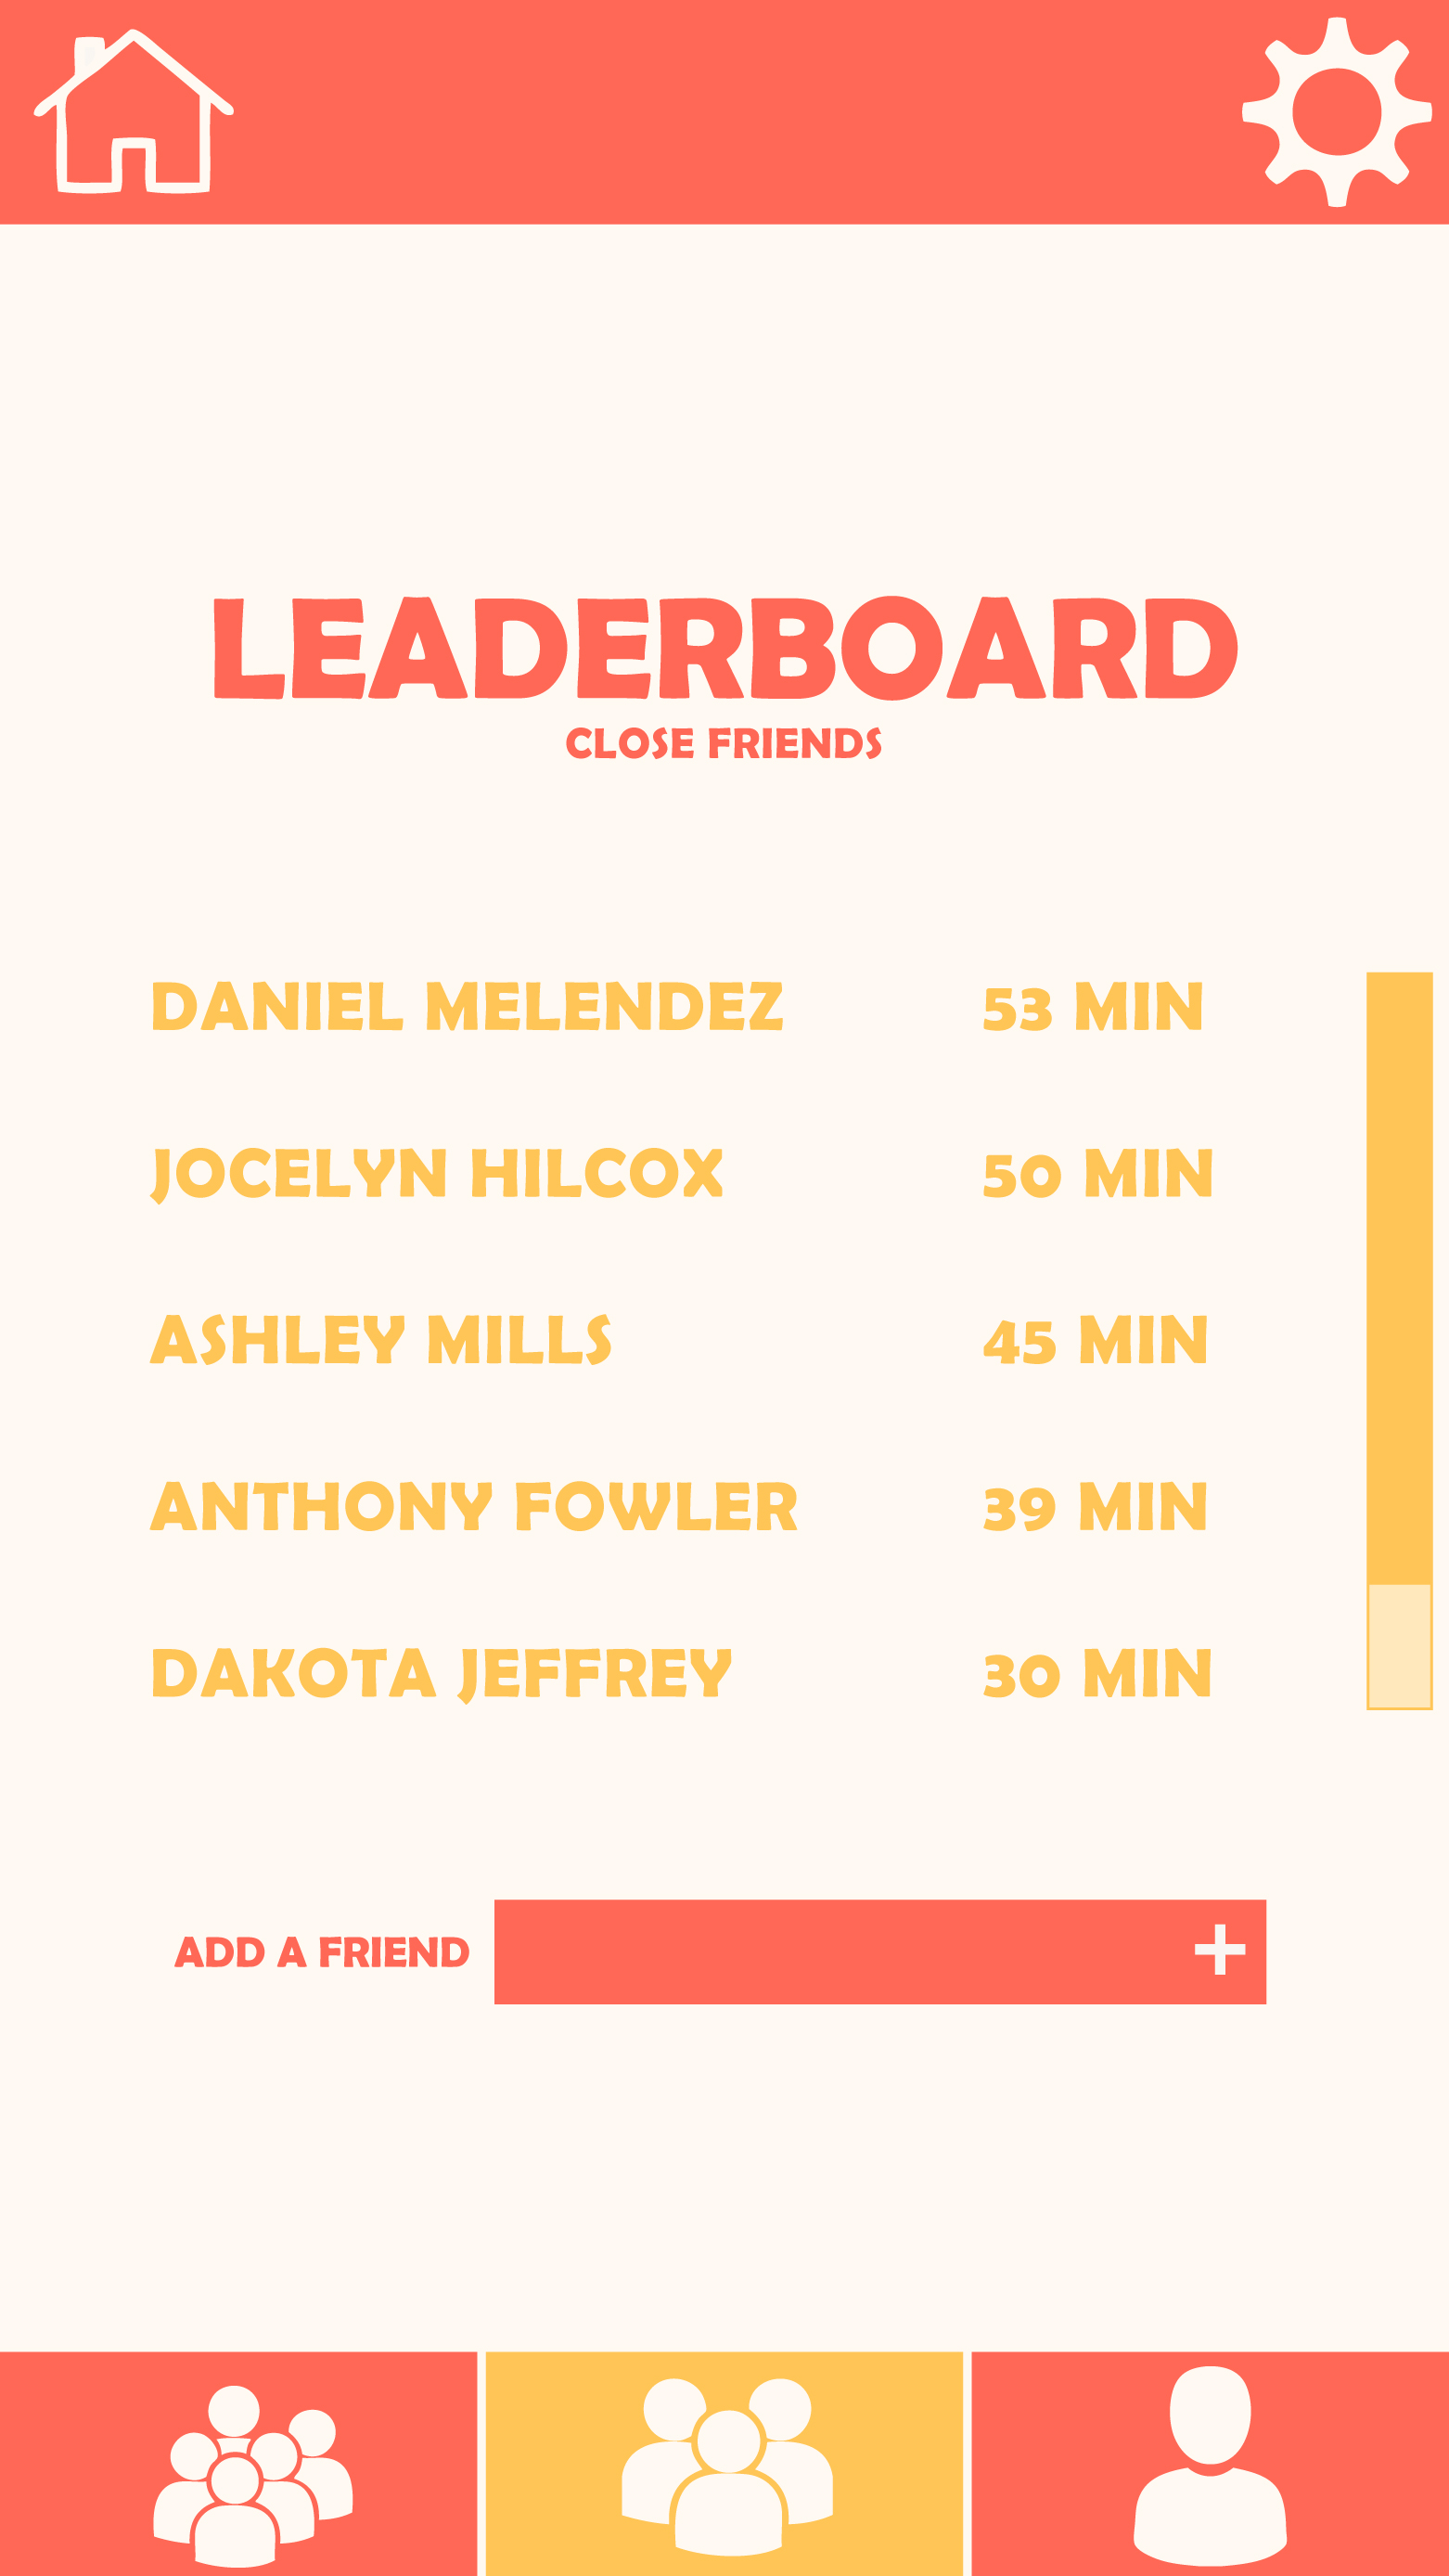 LEADERBOARD
CLOSE FRIENDS
DANIEL MELENDEZ 53 MIN
JOCELYN HILCOX 50 MIN
ASHLEY MILLS 45 MIN
ANTHONY FOWLER 39 MIN
DAKOTA JEFFREY 30 MIN
ADD A FRIEND +